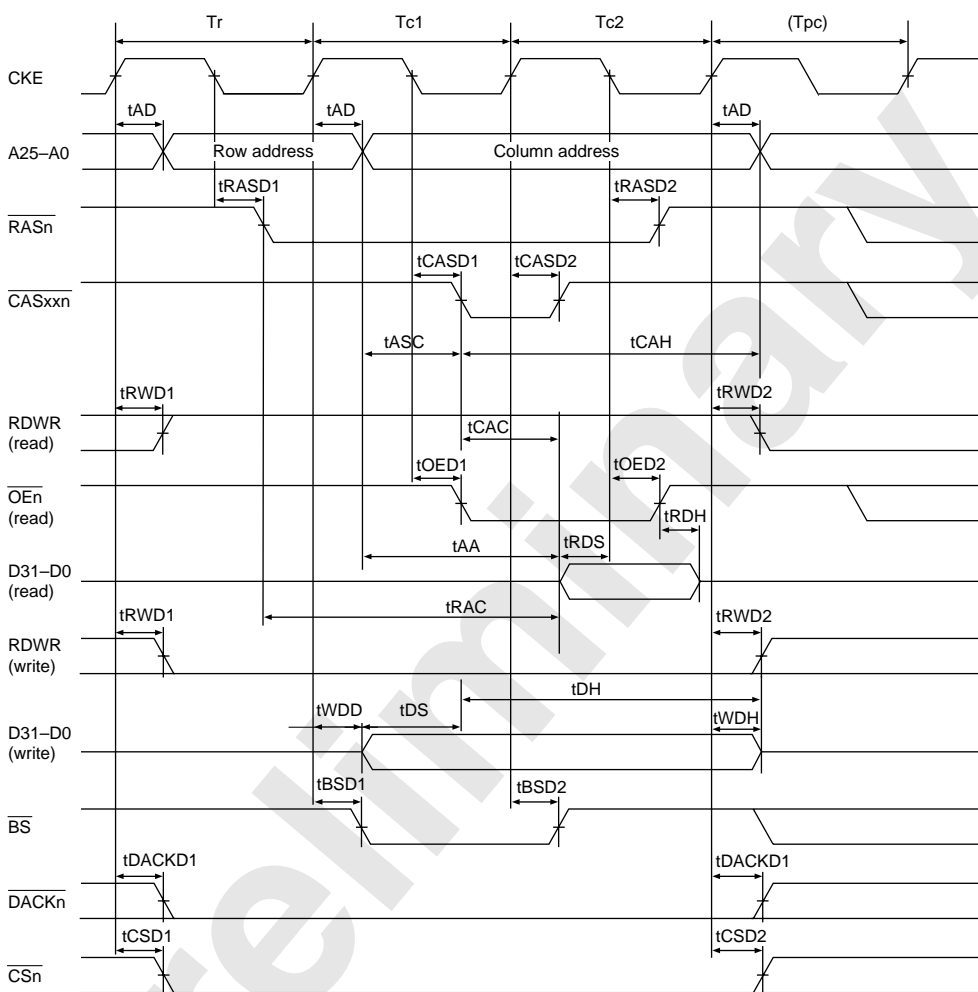 Tr Tc1 Tc2 (Tpc)
CKE
tAD tAD tAD
A25–A0 Row address Column address
tRASD1 tRASD2
RASn
tCASD1 tCASD2
CASxxn
tASC tCAH
tRWD1 tRWD2
RDWR
(read)
tCAC
tOED1 tOED2
OEn
(read)
tRDH
tAA tRDS
D31–D0
(read)
tRAC
tRWD1 tRWD2
RDWR
(write)
tDH
tWDD tDS tWDH
D31–D0
(write)
tBSD1 tBSD2
BS
tDACKD1 tDACKD1
DACKn
tCSD1 tCSD2
CSn
reliminary